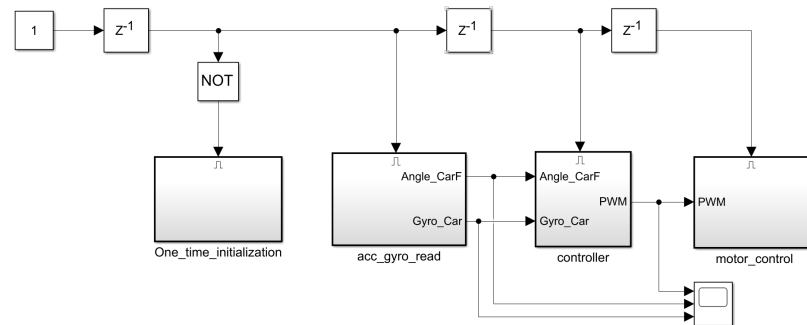 1
Z-1
Z-1
Z-1
NOT
Angle_CarF
Gyro_Car
Angle_CarF
Gyro_Car
PWM
PWM
One_time_initialization
acc_gyro_read
controller
motor_control